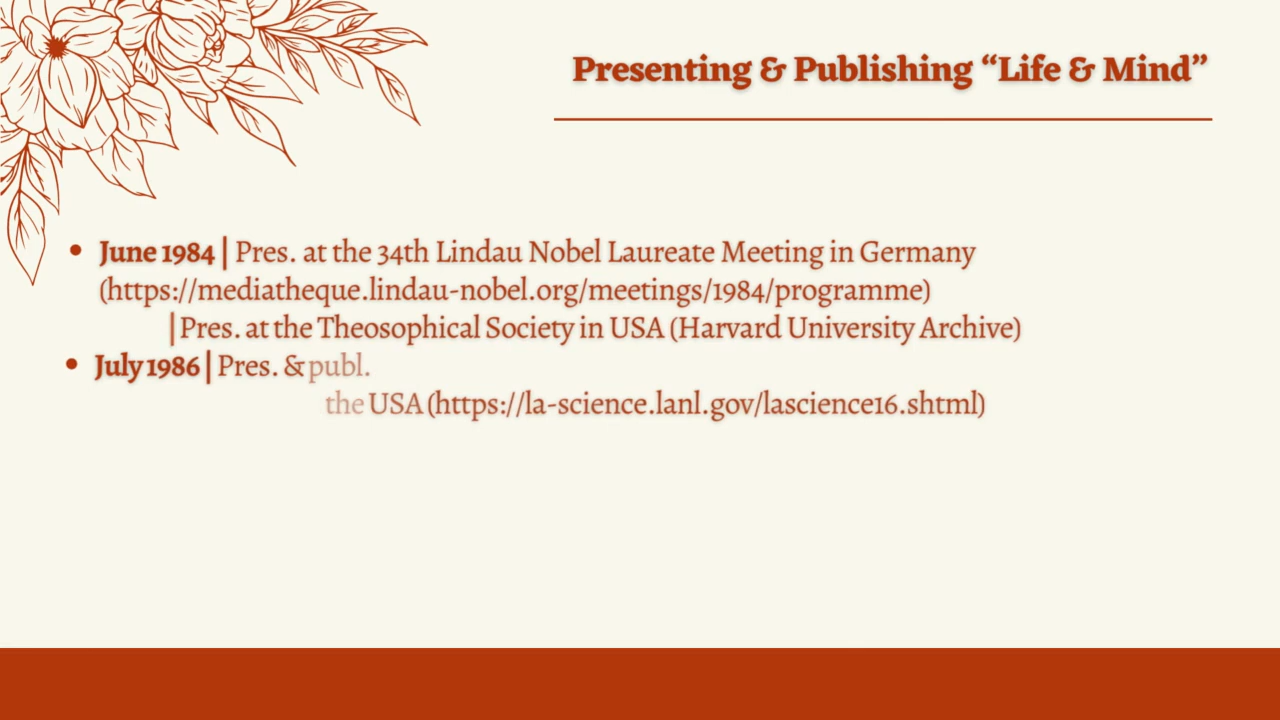 Presenting & Publishing “Life & Mind”
• June 1984 | Pres. at the 34th Lindau Nobel Laureate Meeting in Germany
(https://mediatheque.lindau-nobel.org/meetings/1984/programme)
| Pres. at the Theosophical Society in USA (Harvard University Archive)
• July 1986 | Pres. & publ.
the USA (https://la-science.lanl.gov/lascience16.shtml)